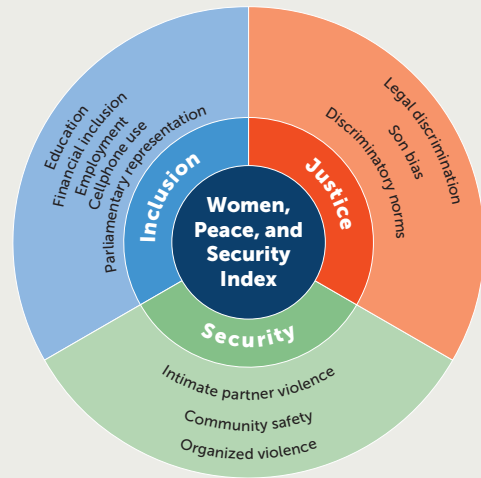 Women,
Peace, and
Security
Index
Inclusion
Education
Financial inclusion
Employment
Cellphone use
Parliamentary representation
Justice
Legal discrimination
Son bias
Discriminatory norms
Security
Intimate partner violence
Community safety
Organized violence